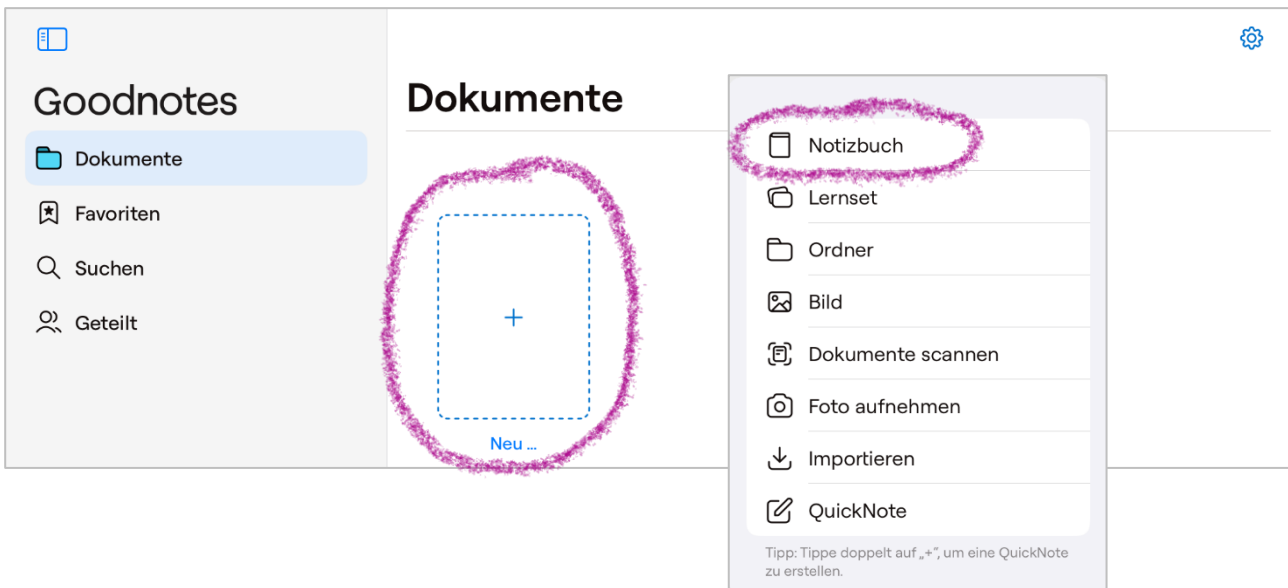 Goodnotes
Dokumente
Favoriten
Suchen
Geteilt
Dokumente
Neu ...
Notizbuch
Lernset
Ordner
Bild
Dokumente scannen
Foto aufnehmen
Importieren
QuickNote
Tipp: Tippe doppelt auf „+“, um eine QuickNote
zu erstellen.